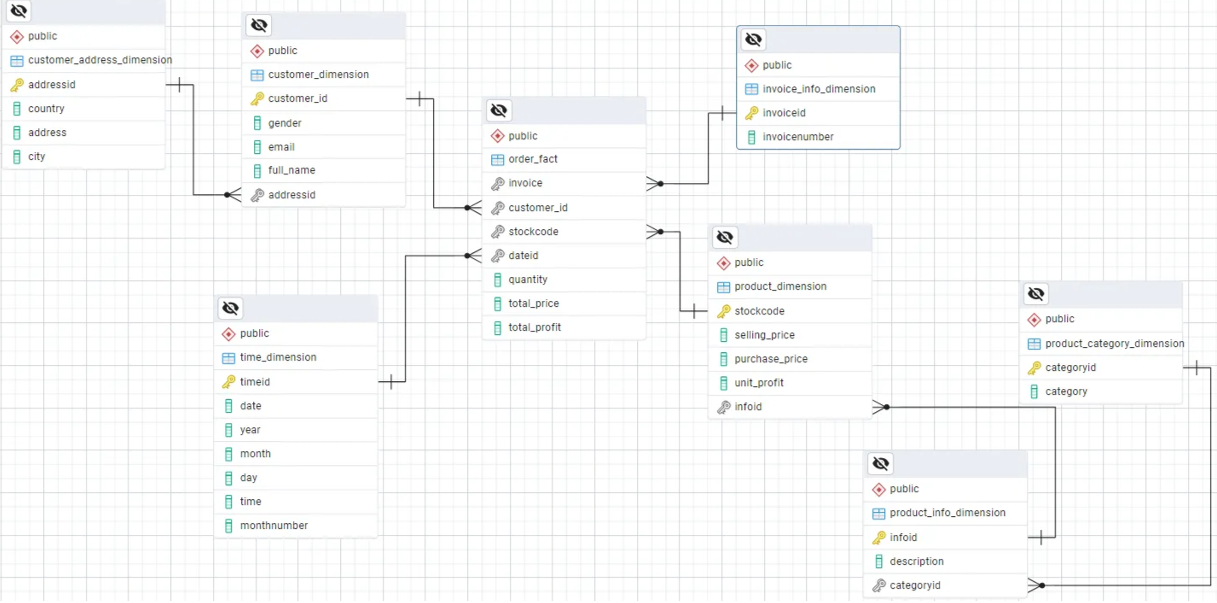 public
customer_address_dimension
addressid
country
address
city
public
customer_dimension
customer_id
gender
email
full_name
addressid
public
order_fact
invoice
customer_id
stockcode
dateid
quantity
total_price
total_profit
public
invoice_info_dimension
invoiceid
invoicenumber
public
time_dimension
timeid
date
year
month
day
time
monthnumber
public
product_dimension
stockcode
selling_price
purchase_price
unit_profit
infoid
public
product_category_dimension
categoryid
category
public
product_info_dimension
infoid
description
categoryid